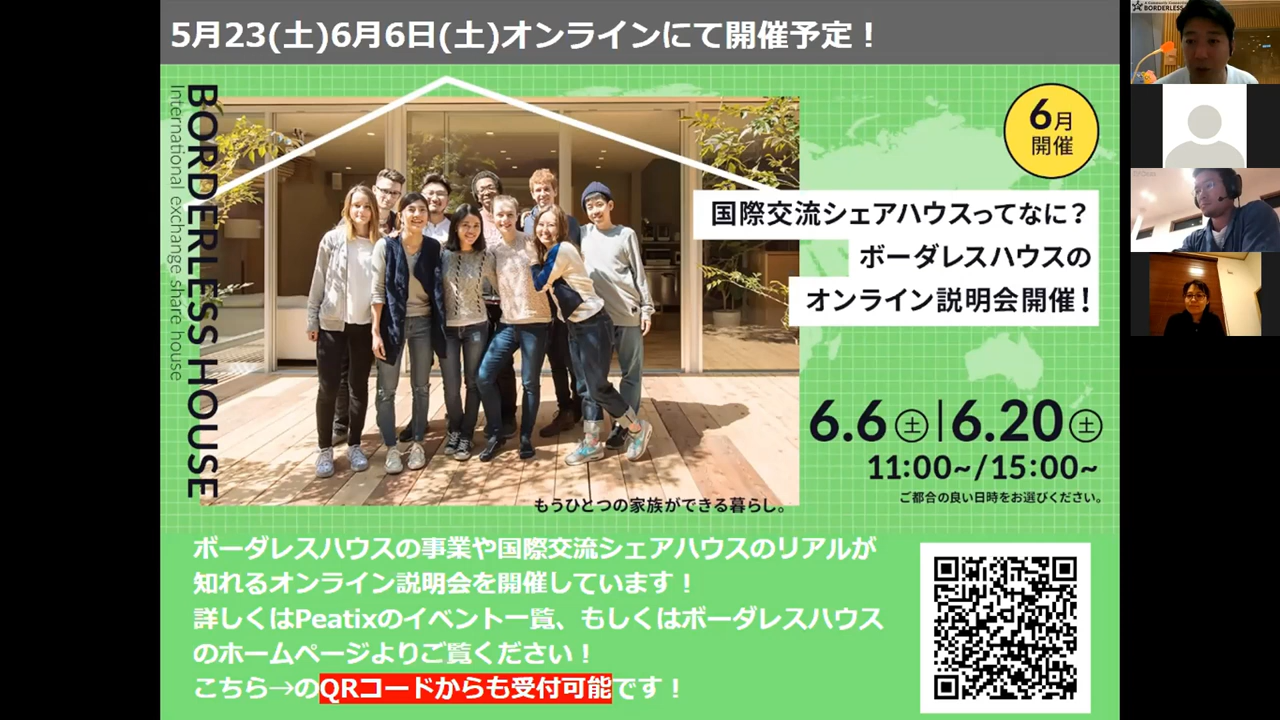 5月23(土)6月6日(土)オンラインにて開催予定！
BORDERLESS HOUSE
International exchange share house
6月
開催
国際交流シェアハウスってなに？
ボーダレスハウスの
オンライン説明会開催！
6.6㊏|6.20㊏
11:00~/15:00~
ご都合の良い日時をお選びください。
もうひとつの家族ができる暮らし。
ボーダレスハウスの事業や国際交流シェアハウスのリアルが
知れるオンライン説明会を開催しています！
詳しくはPeatixのイベント一覧、もしくはボーダレスハウス
のホームページよりご覧ください！
こちら→のQRコードからも受付可能です！
BORDERLESS